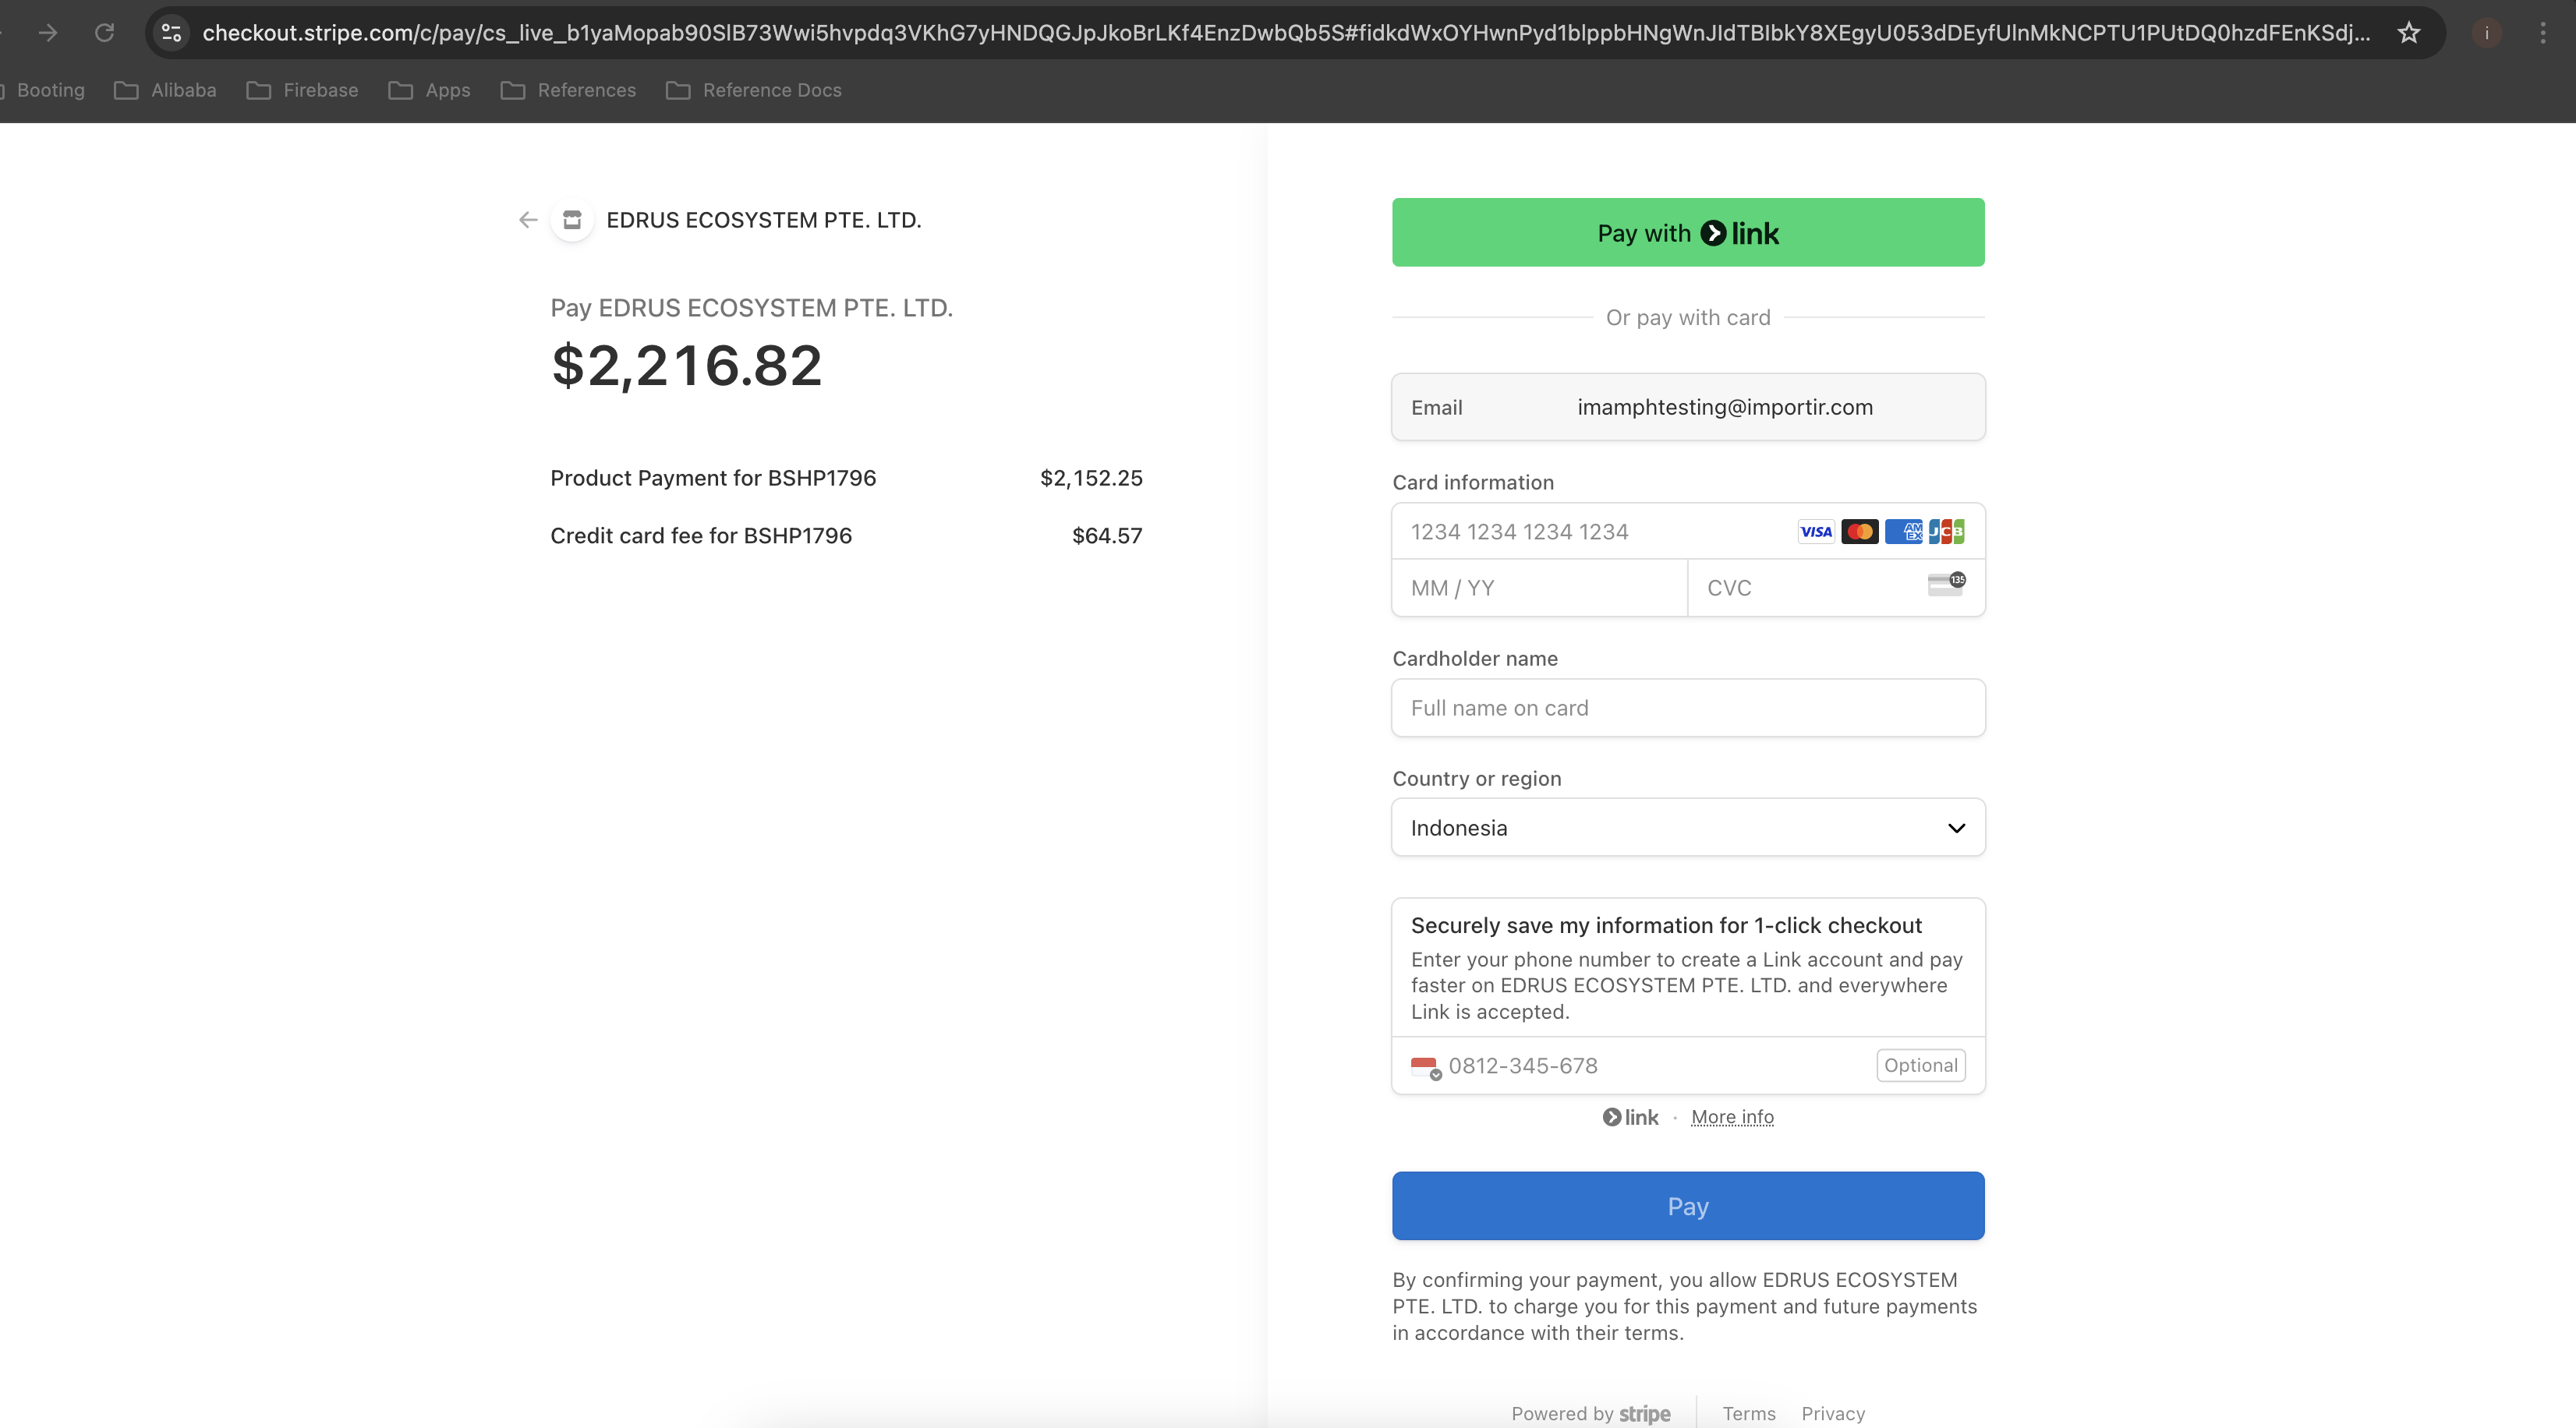 checkout.stripe.com/c/pay/cs_live_b1yaMopab90SlB73Wwi5hvpdq3VKhG7yHNDQGJpJkoBrLKf4EnzDwbQb5S#fidkdWxOYHwnPyd1blppbHNgWnJIdTBIbkY8XEgyU053dDEyfUlnMkNCPTU1PUtDQ0hzdFEnKSdj...
i
Booting
Alibaba
Firebase
Apps
References
Reference Docs
EDRUS ECOSYSTEM PTE. LTD.
Pay EDRUS ECOSYSTEM PTE. LTD.
$2,216.82
Product Payment for BSHP1796 $2,152.25
Credit card fee for BSHP1796 $64.57
Pay with link
Or pay with card
Email imamphtesting@importir.com
Card information
1234 1234 1234 1234 VISA AM EX JCB
MM / YY CVC 135
Cardholder name
Full name on card
Country or region
Indonesia
Securely save my information for 1-click checkout
Enter your phone number to create a Link account and pay
faster on EDRUS ECOSYSTEM PTE. LTD. and everywhere
Link is accepted.
0812-345-678 Optional
link · More info
Pay
By confirming your payment, you allow EDRUS ECOSYSTEM
PTE. LTD. to charge you for this payment and future payments
in accordance with their terms.
Powered by stripe Terms Privacy